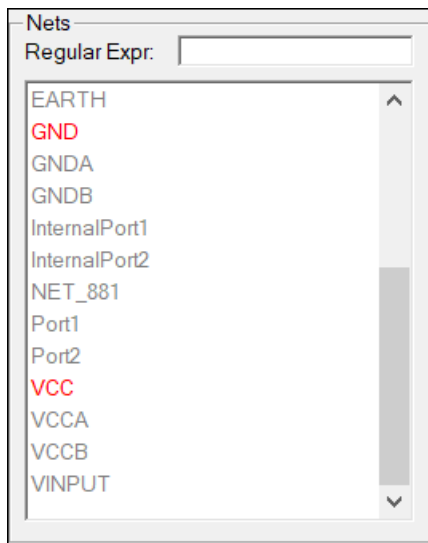 Nets
Regular Expr:
EARTH
GND
GNDA
GNDB
InternalPort1
InternalPort2
NET_881
Port1
Port2
VCC
VCCA
VCCB
VINPUT